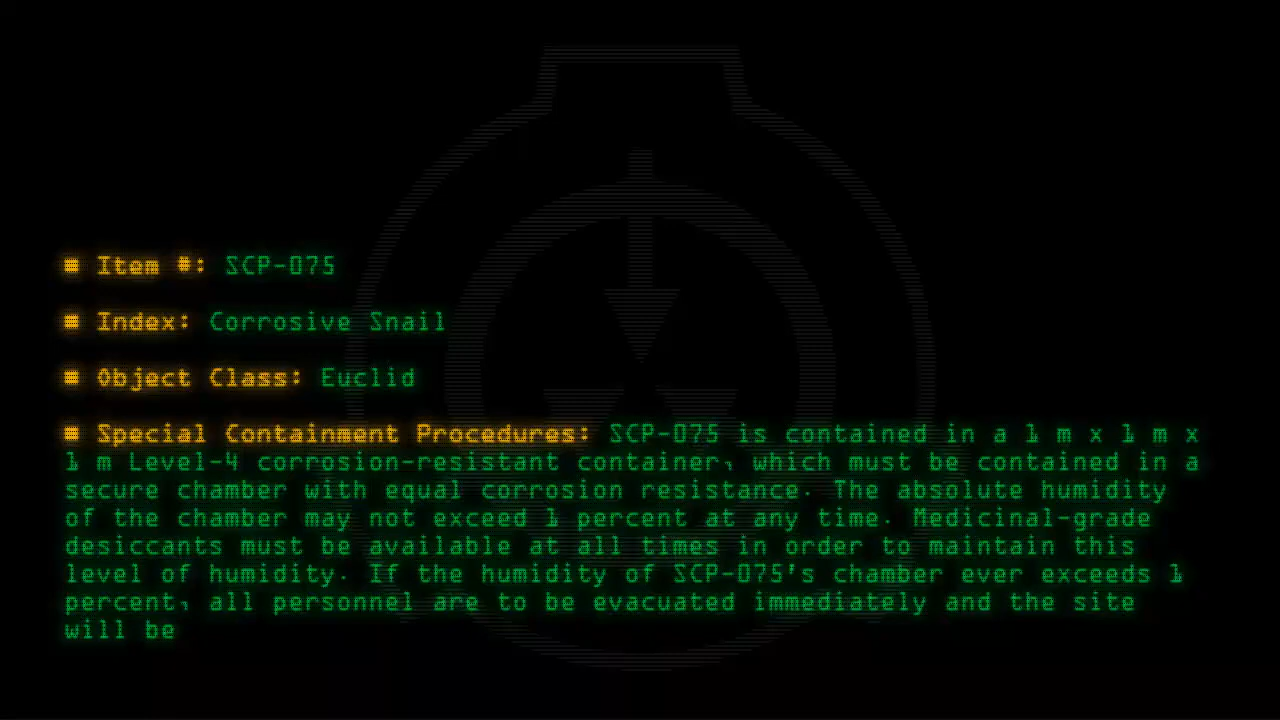 ■ Item #: SCP-075
■ Index: Corrosive Snail
■ Object Class: Euclid
■ Special Containment Procedures: SCP-075 is contained in a 1 m x 1 m x
1 m Level-4 corrosion-resistant container, which must be contained in a
secure chamber with equal corrosion resistance. The absolute humidity
of the chamber may not exceed 1 percent at any time. Medicinal-grade
desiccants must be available at all times in order to maintain this
level of humidity. If the humidity of SCP-075's chamber ever exceeds 1
percent, all personnel are to be evacuated immediately and the site
will be